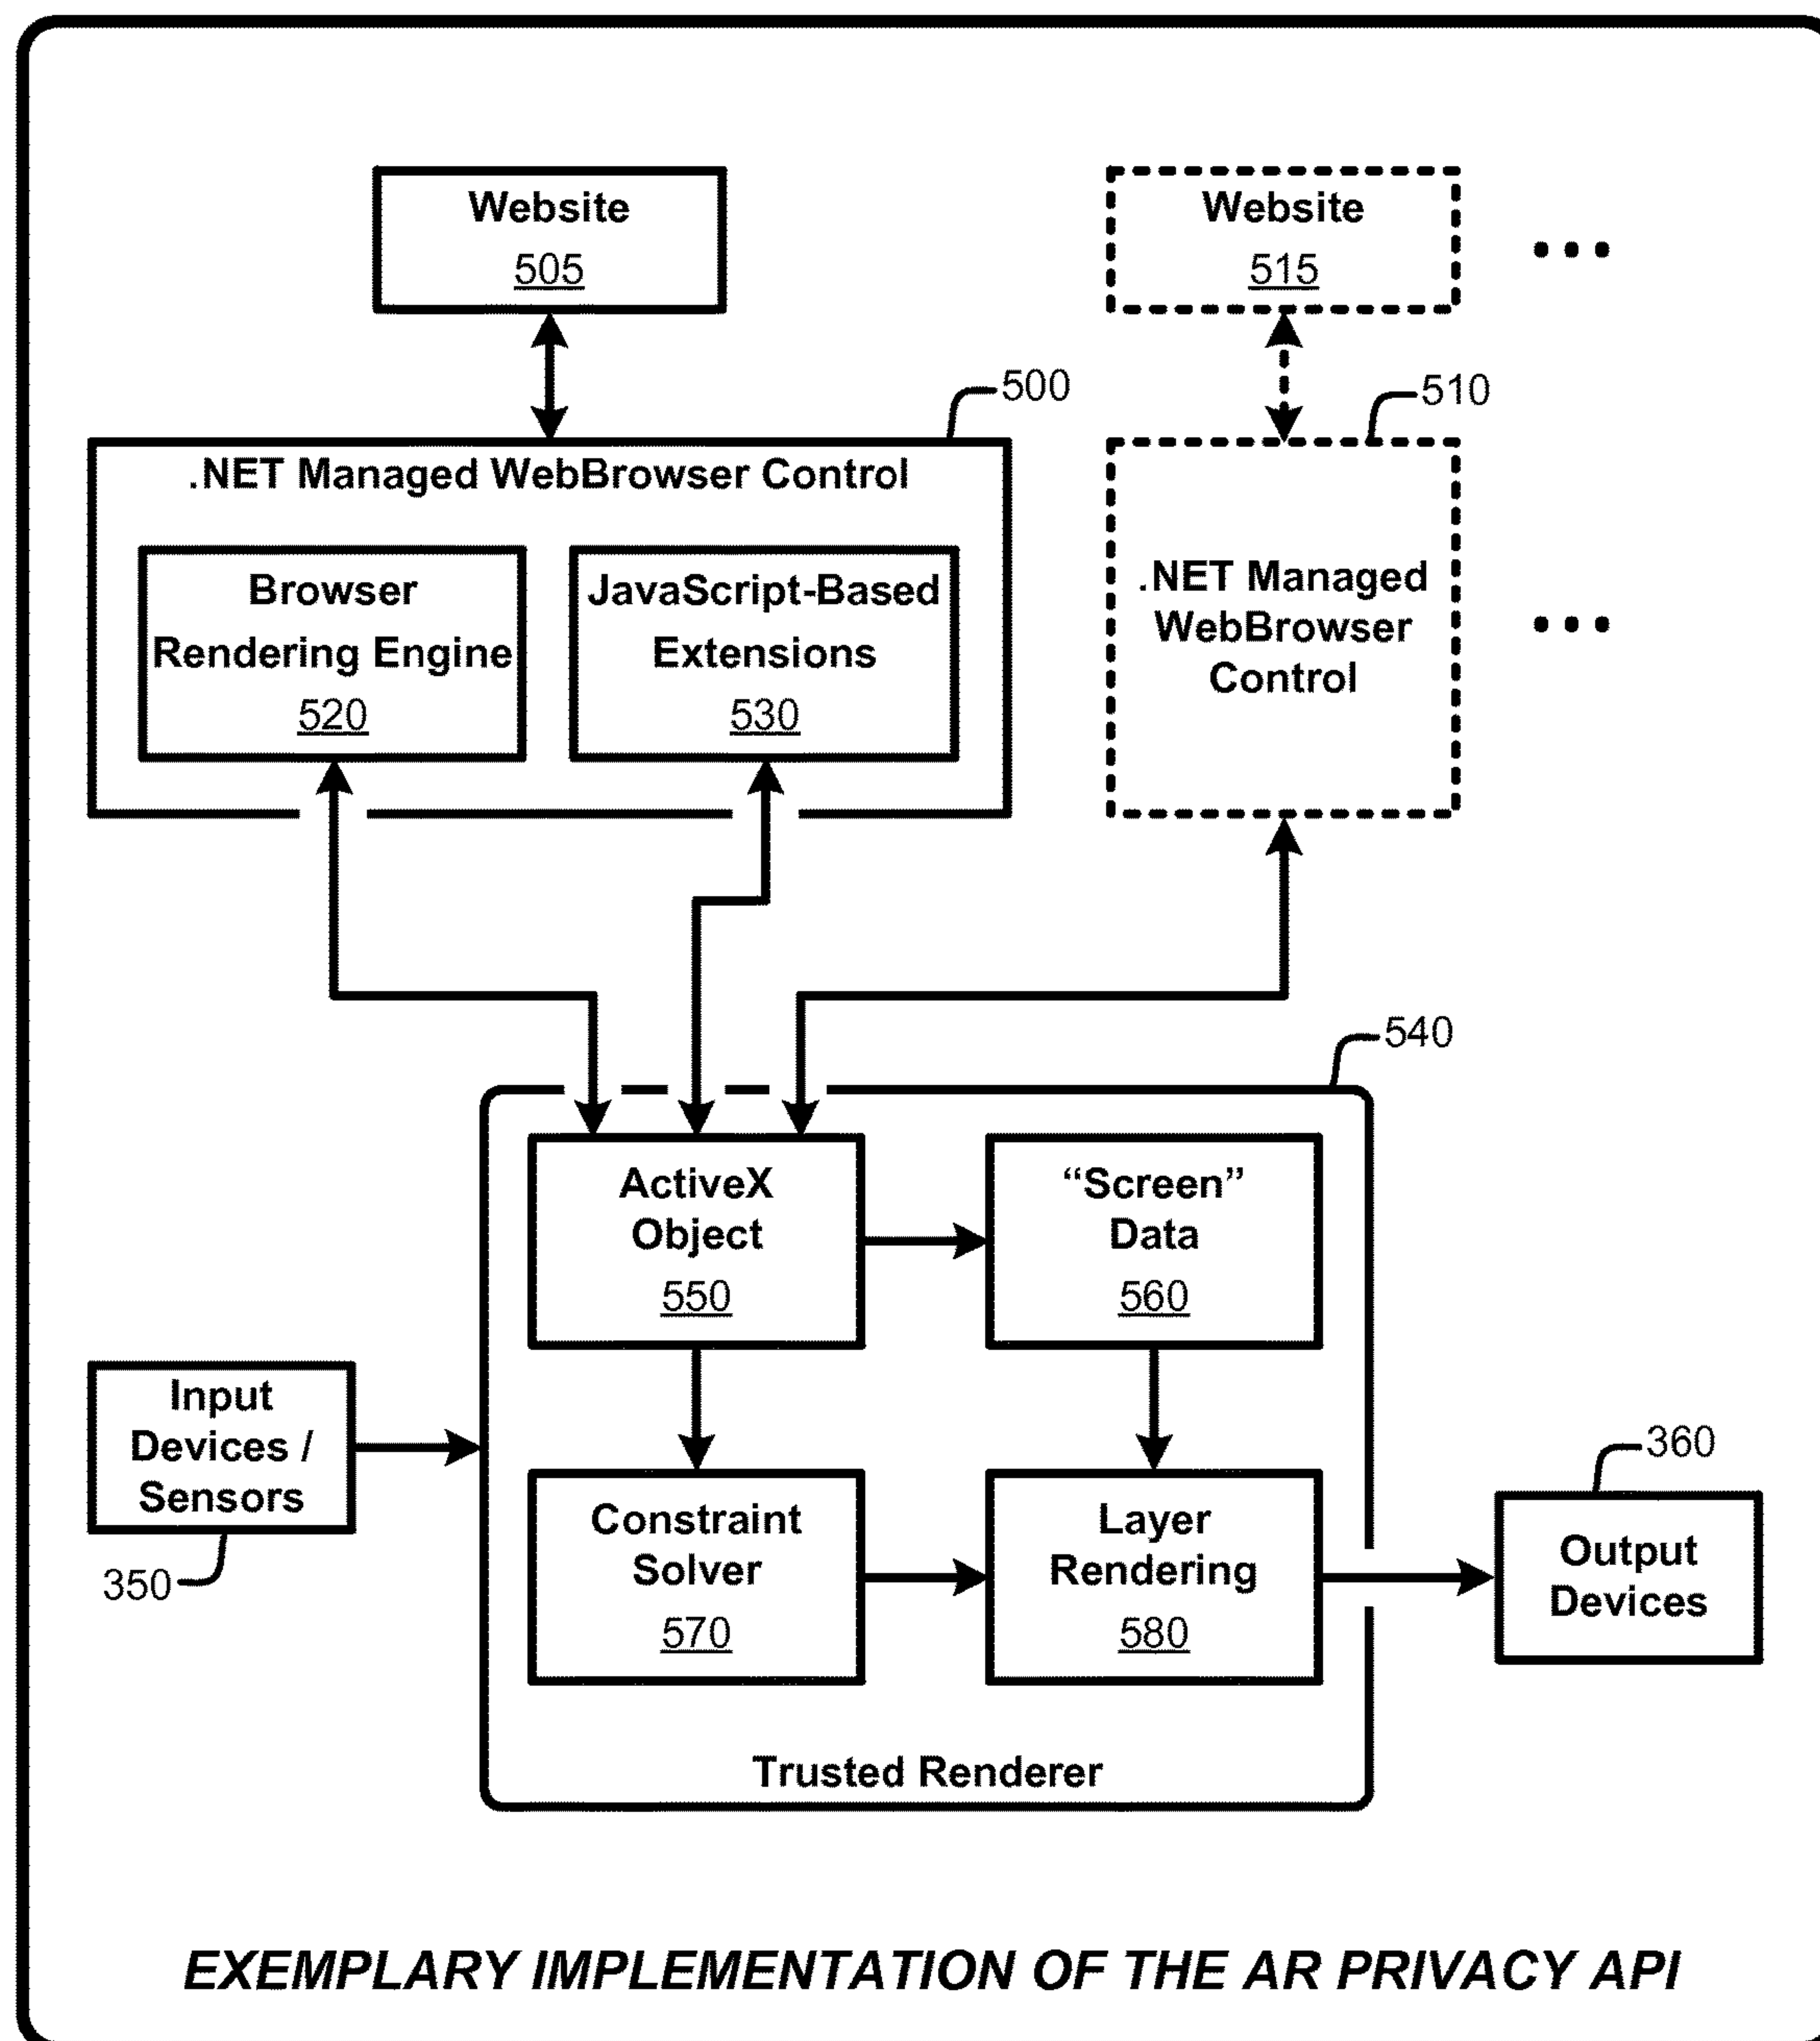 Website
505
Website
515
...
500
510
.NET Managed WebBrowser Control
Browser
Rendering Engine
520
JavaScript-Based
Extensions
530
.NET Managed
WebBrowser
Control
...
540
ActiveX
Object
550
“Screen”
Data
560
Input
Devices /
Sensors
350
Constraint
Solver
570
Layer
Rendering
580
360
Output
Devices
Trusted Renderer
EXEMPLARY IMPLEMENTATION OF THE AR PRIVACY API